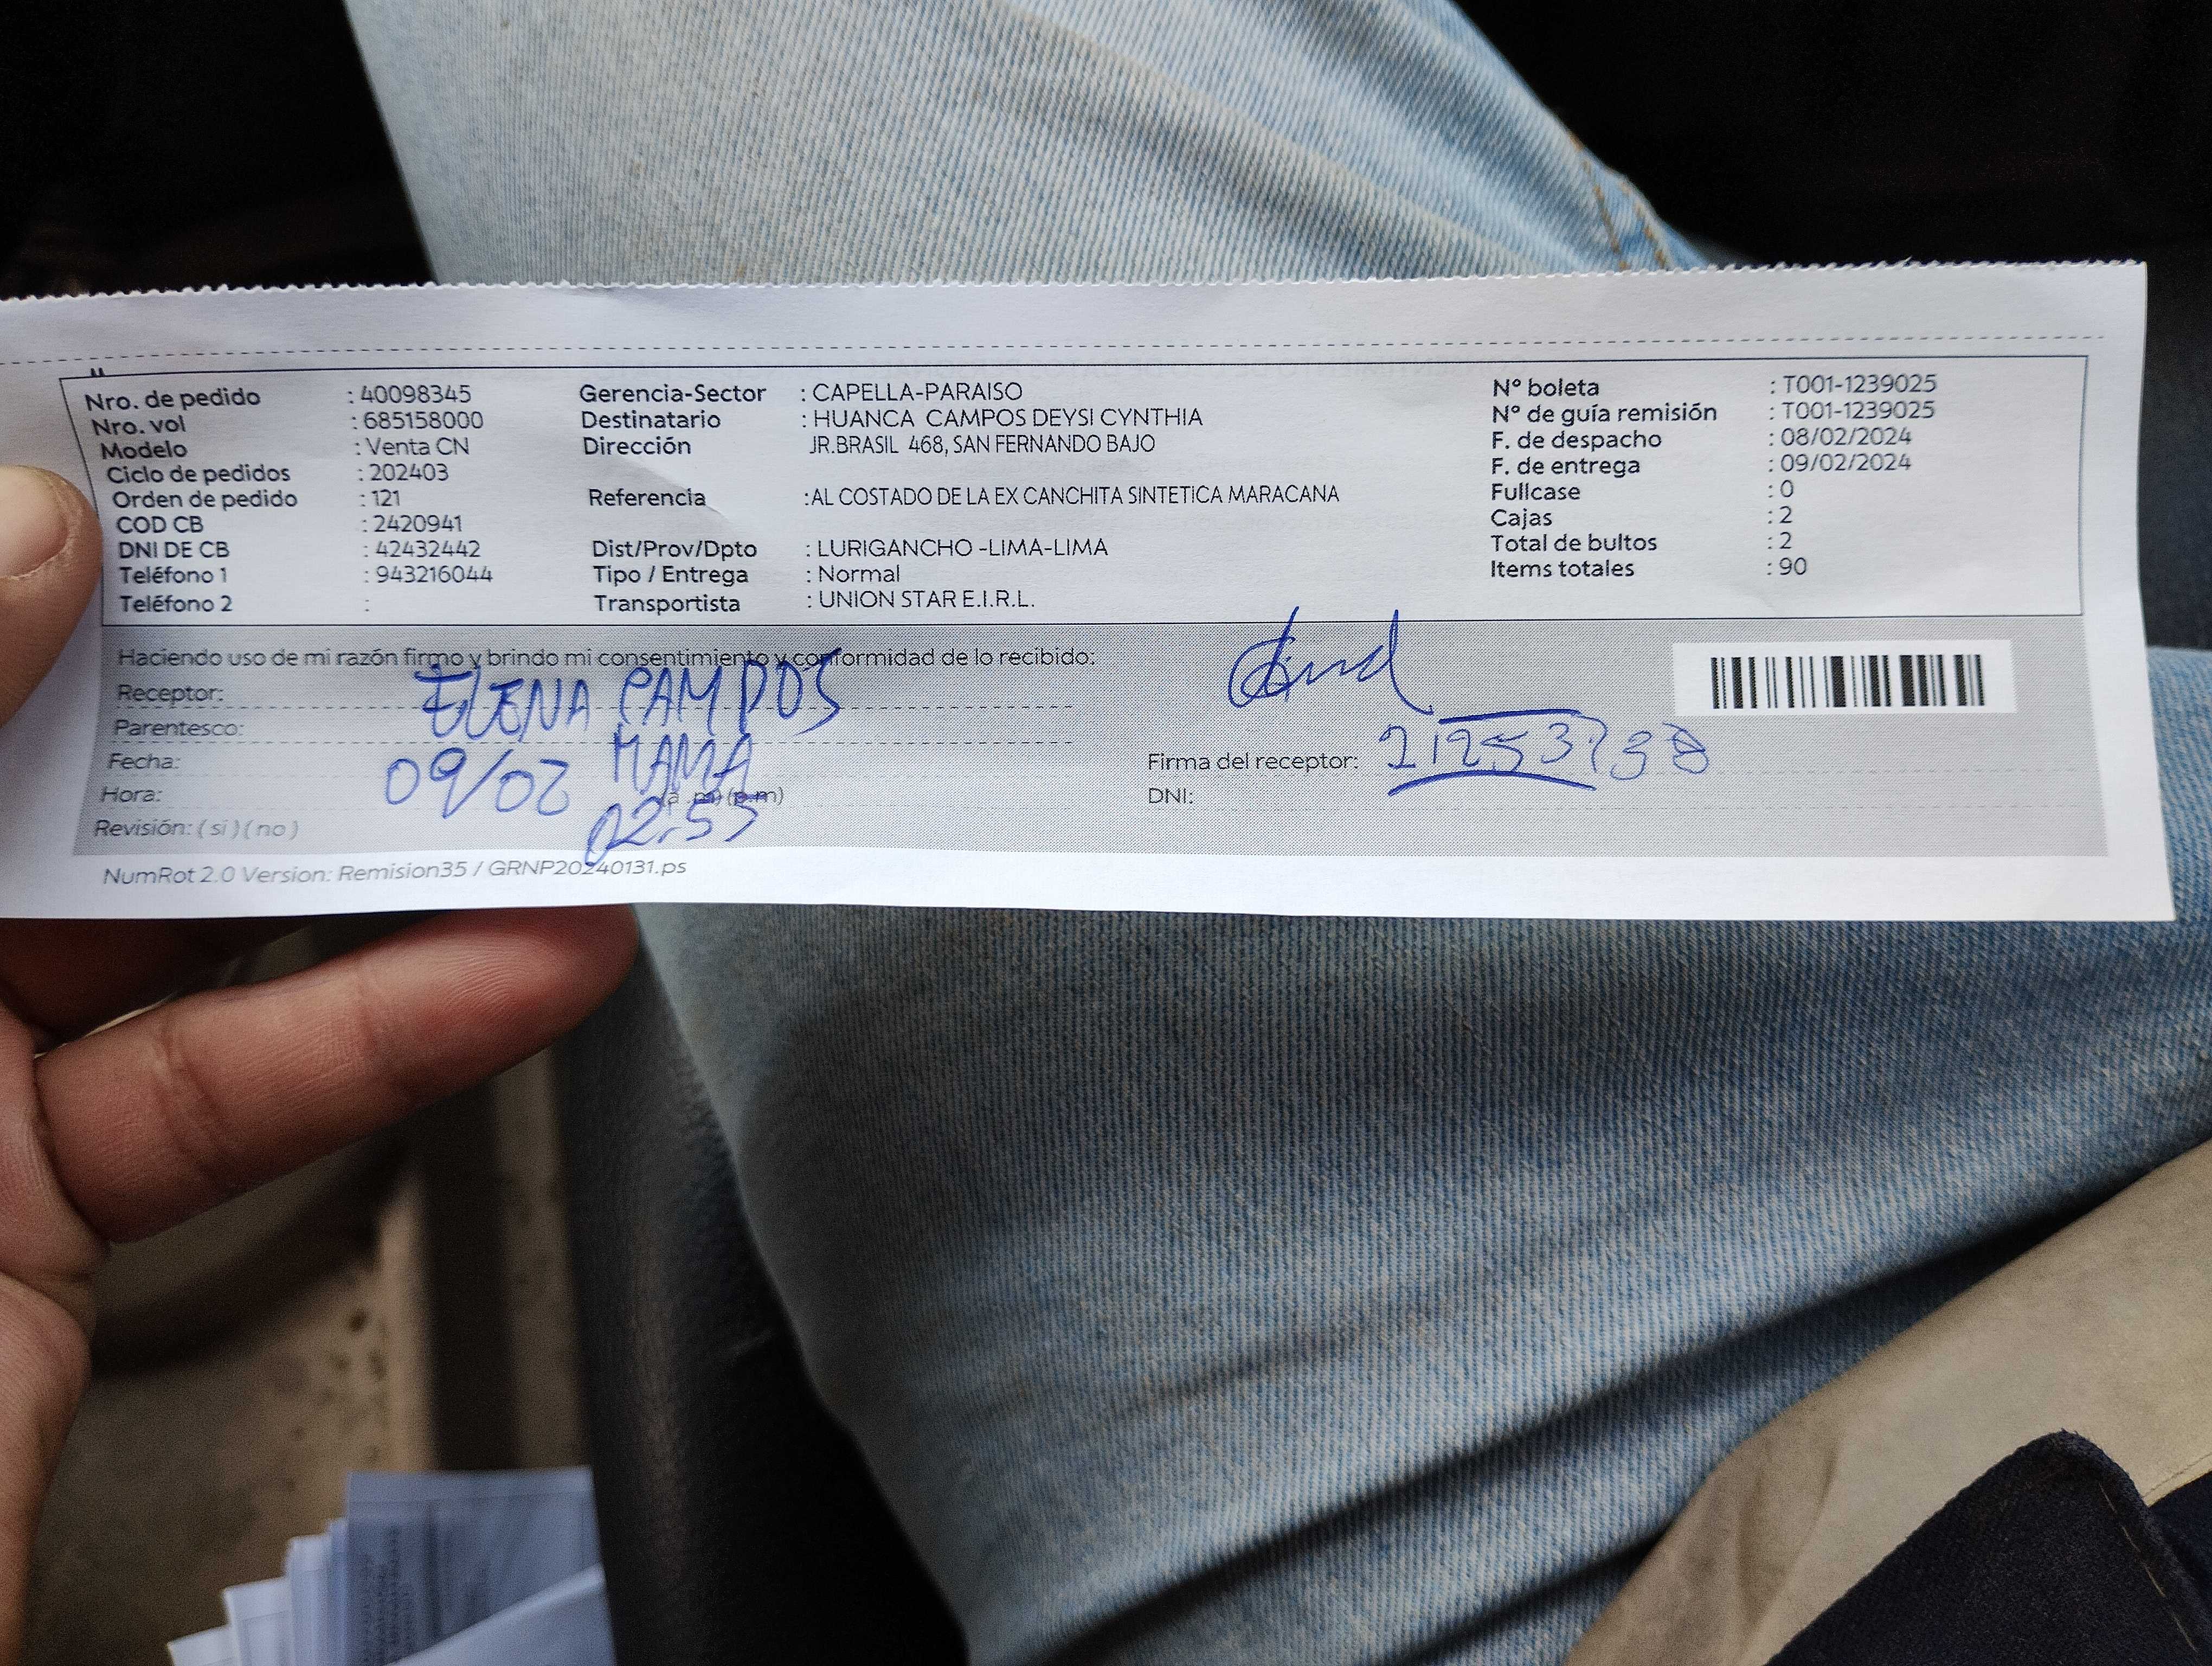 Nro. de pedido : 40098345 Gerencia-Sector : CAPELLA-PARAISO N° boleta : T001-1239025
Nro. vol : 685158000 Destinatario : HUANCA CAMPOS DEYSI CYNTHIA N° de guía remisión : T001-1239025
Modelo : Venta CN Dirección JR.BRASIL 468, SAN FERNANDO BAJO F. de despacho : 08/02/2024
Ciclo de pedidos : 202403 F. de entrega : 09/02/2024
Orden de pedido : 121 Referencia : AL COSTADO DE LA EX CANCHITA SINTETICA MARACANA Fullcase : 0
COD CB : 2420941 Cajas : 2
DNI DE CB : 42432442 Dist/Prov/Dpto : LURIGANCHO -LIMA-LIMA Total de bultos : 2
Teléfono 1 : 943216044 Tipo / Entrega : Normal Items totales : 90
Teléfono 2 : Transportista : UNION STAR E.I.R.L.
Haciendo uso de mi razón firmo y brindo mi consentimiento y conformidad de lo recibido:
Receptor: ELENA CAMPOS
Parentesco: MAMA
Fecha: 09/02 Firma del receptor:
Hora: 02:55 (a .m) (p.m) DNI:
Revisión: ( si ) ( no )
NumRot 2.0 Version: Remision35 / GRNP20240131.ps